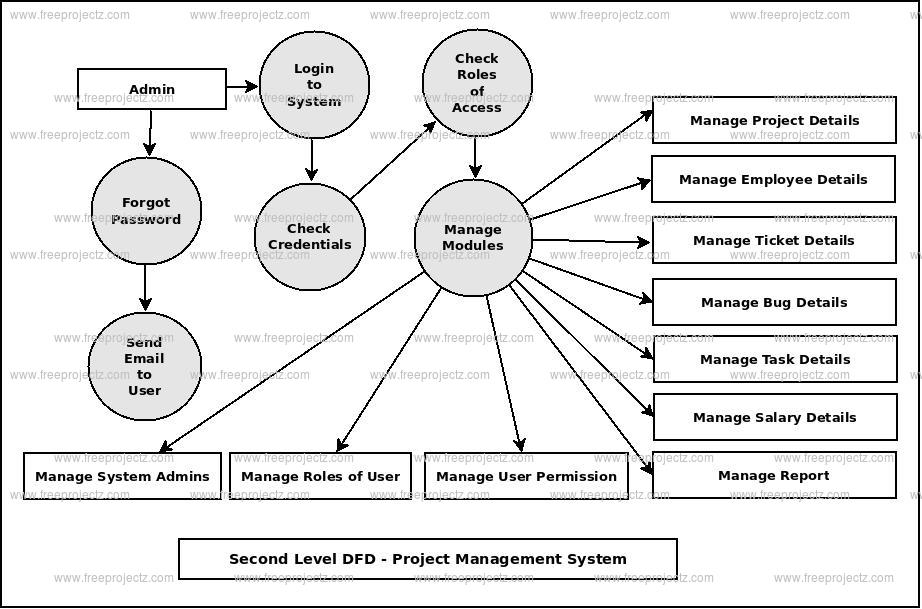 Admin
Login
to
System
Check
Roles
of
Access
Manage Project Details
Manage Employee Details
Forgot
Password
Check
Credentials
Manage
Modules
Manage Ticket Details
Manage Bug Details
Send
Email
to
User
Manage Task Details
Manage Salary Details
Manage System Admins
Manage Roles of User
Manage User Permission
Manage Report
Second Level DFD - Project Management System
www.freeprojectz.com